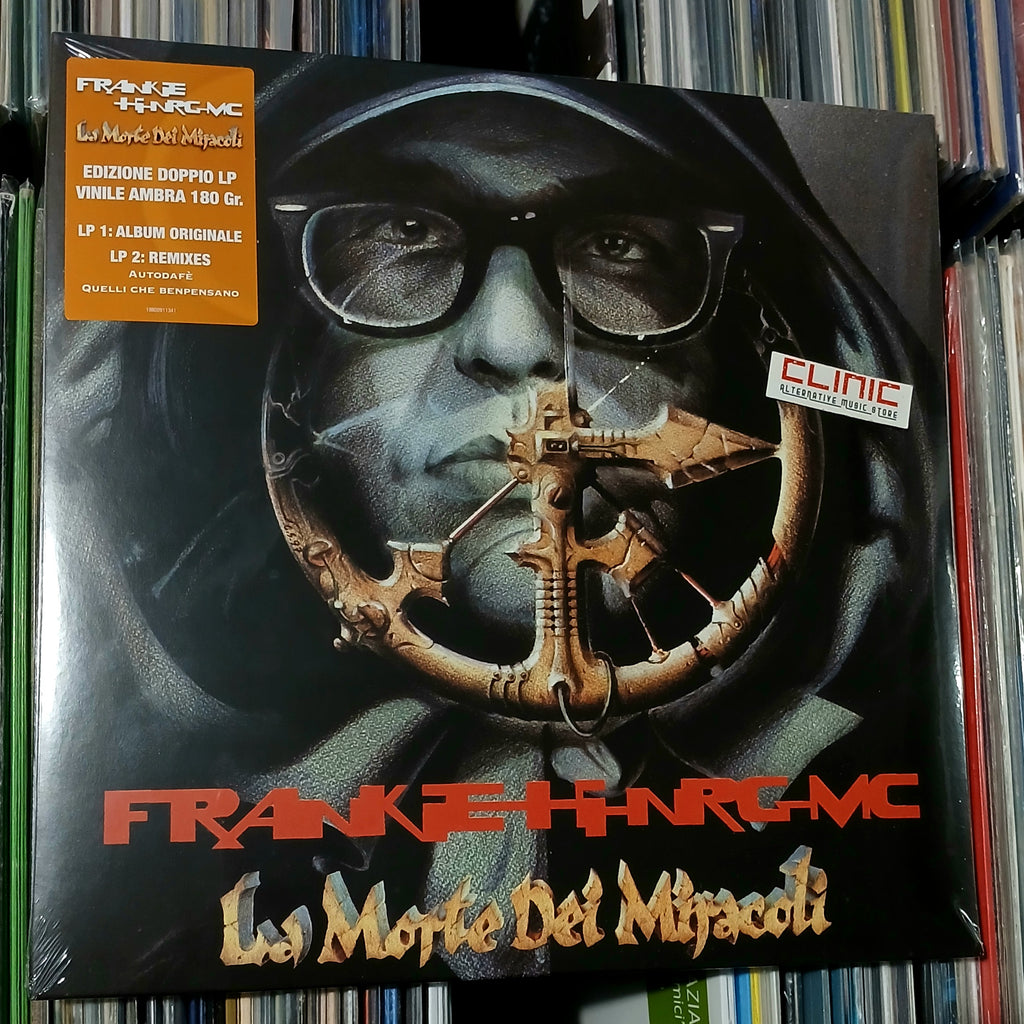 FRANKIE
HI-NRG-MC
La Morte Dei Miracoli
EDIZIONE DOPPIO LP
VINILE AMBRA 180 Gr.
LP 1: ALBUM ORIGINALE
LP 2: REMIXES
AUTODAFÈ
QUELLI CHE BENPENSANO
CLINIC
ALTERNATIVE MUSIC STORE
FRANKIE HI-NRG-MC
La Morte Dei Miracoli